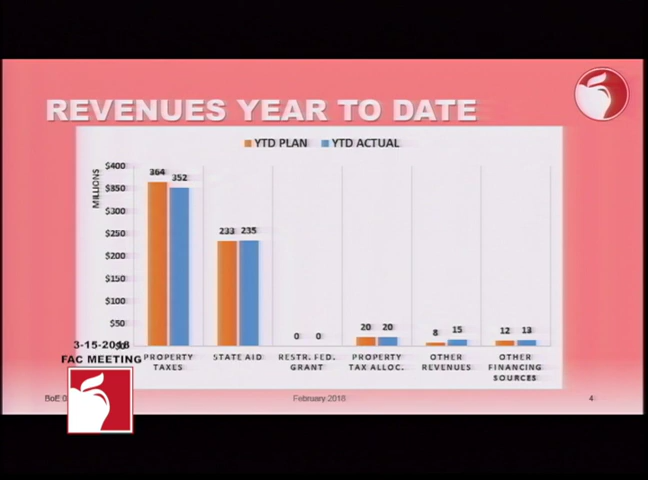 REVENUES YEAR TO DATE
YTD PLAN YTD ACTUAL
MILLIONS
$400
$350
$300
$250
$200
$150
$100
$50
364 352
233 235
0 0
20 20
8 15
12 13
PROPERTY TAXES
STATE AID
RESTR. FED. GRANT
PROPERTY TAX ALLOC.
OTHER REVENUES
OTHER FINANCING SOURCES
3-15-2018
FAC MEETING
BoE
February 2018
4